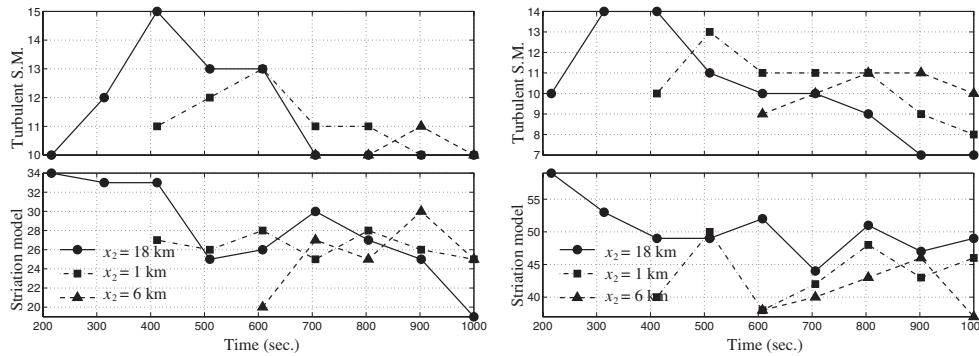 Turbulent S.M.
15
14
13
12
11
10
Striation model
34
32
30
28
26
24
22
20
x₂ = 18 km
x₂ = 1 km
x₂ = 6 km
200 300 400 500 600 700 800 900 1000
Time (sec.)
Turbulent S.M.
14
13
12
11
10
9
8
7
Striation model
55
50
45
40
x₂ = 18 km
x₂ = 1 km
x₂ = 6 km
200 300 400 500 600 700 800 900 1000
Time (sec.)